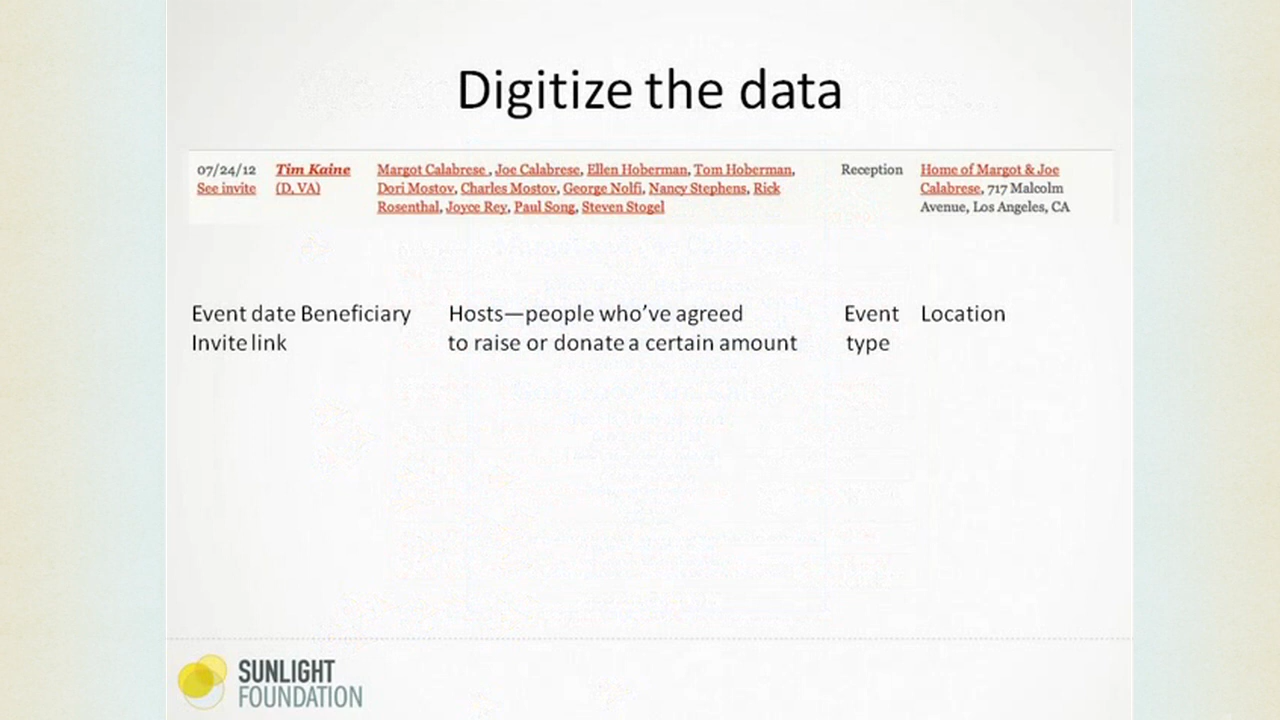 Digitize the data
07/24/12 Tim Kaine Margot Calabrese , Joe Calabrese, Ellen Hoberman, Tom Hoberman, Reception Home of Margot & Joe
See invite (D, VA) Dori Mostov, Charles Mostov, George Nolfi, Nancy Stephens, Rick Calabrese, 717 Malcolm
Rosenthal, Joyce Rey, Paul Song, Steven Stogel Avenue, Los Angeles, CA
Event date Beneficiary Hosts—people who've agreed Event Location
Invite link to raise or donate a certain amount type
SUNLIGHT
FOUNDATION